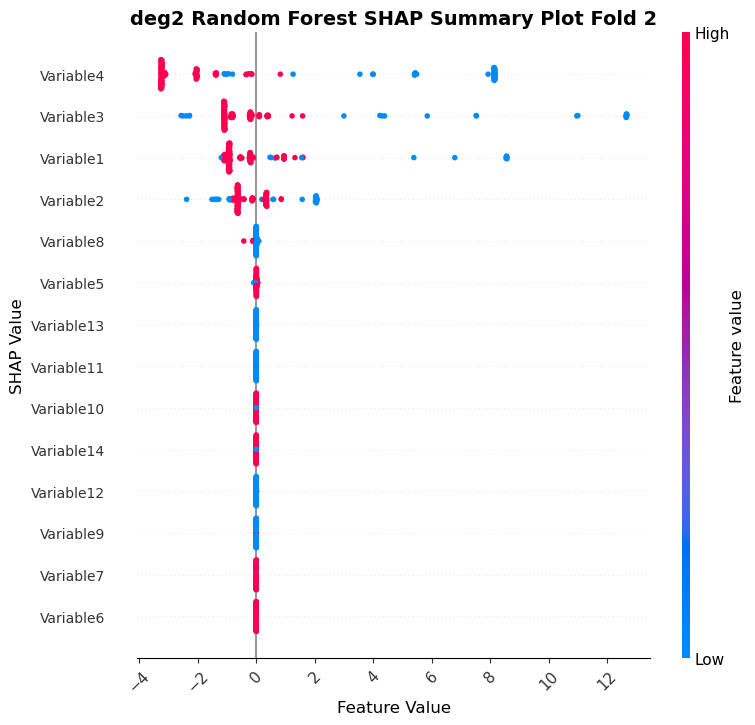 deg2 Random Forest SHAP Summary Plot Fold 2
High
Variable4
Variable3
Variable1
Variable2
Variable8
Variable5
Variable13
Variable11
Variable10
Variable14
Variable12
Variable9
Variable7
Variable6
SHAP Value
Feature value
Low
−4
−2
0
2
4
6
8
10
12
Feature Value